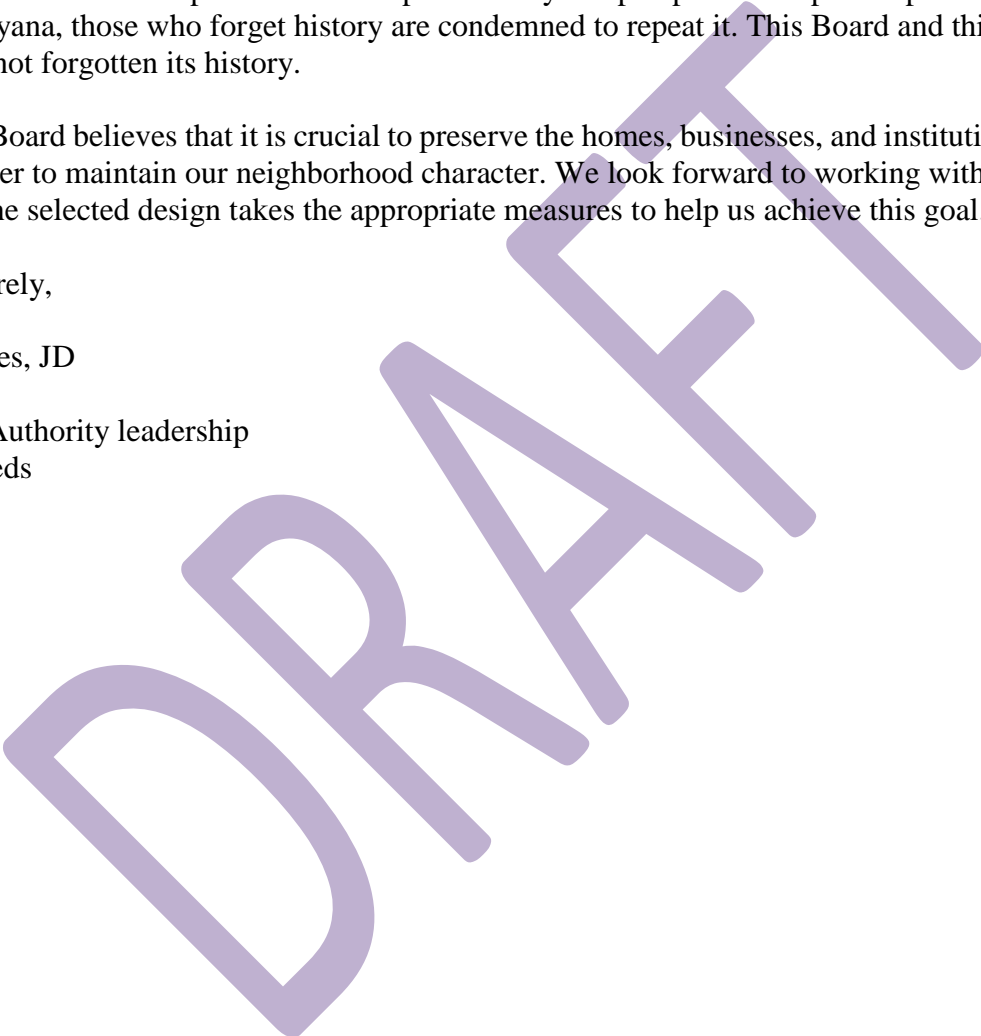 yana, those who forget history are condemned to repeat it. This Board and thi
not forgotten its history.
Board believes that it is crucial to preserve the homes, businesses, and instituti
er to maintain our neighborhood character. We look forward to working with
ne selected design takes the appropriate measures to help us achieve this goal
rely,
es, JD
Authority leadership
eds
DRAFT